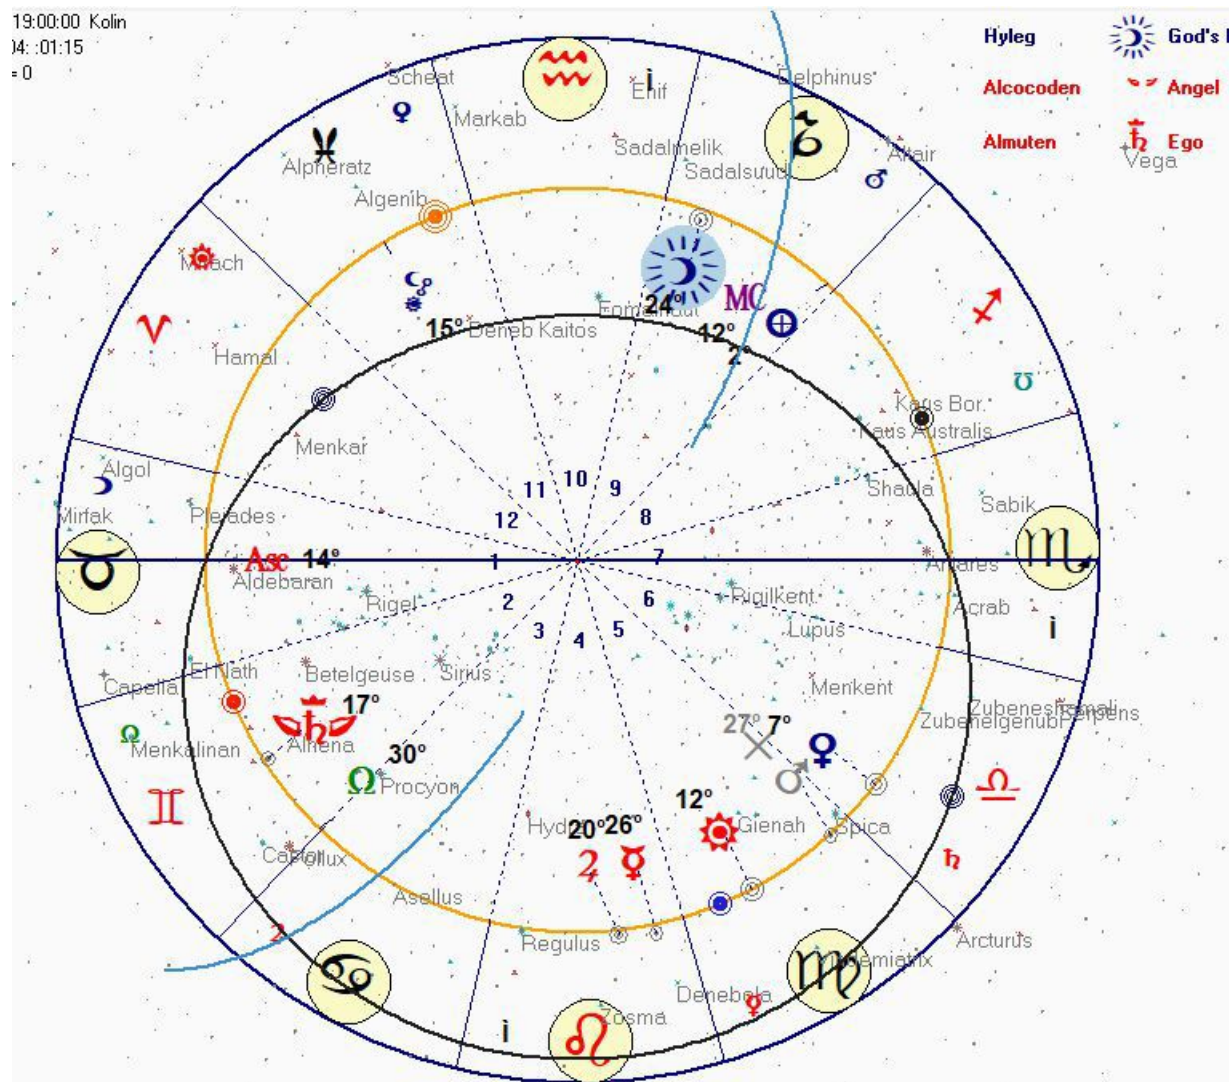 19:00:00 Kolin
04: :01:15
= 0
Hyleg
God's
Alcocoden
Angel
Almuten
Ego
Scheat
Markab
Enif
Delphinus
Sadalmelik
Sadalsuud
Altair
Vega
Alpheratz
Algenib
Mirach
Hamal
Menkar
Deneb Kaitos
Fomalhaut
MC
24°
12°
2°
15°
Kaus Bor.
Kaus Australis
Shaula
Sabik
Algol
Mirfak
Plejades
11
10
9
12
8
Asc
14°
1
7
Aldebaran
Antares
Acrab
2
6
3
4
5
Rigel
RigilKent
Lupus
El Nath
Betelgeuse
Sirius
Capella
Menkent
Zubeneshamali
Zubenelgenubi
Menkalinan
Alhena
17°
30°
Procyon
27°
7°
12°
Gienah
Spica
20°
26°
Castor
Pollux
Asellus
Regulus
Arcturus
Vindemiatrix
Denebola
Zosma